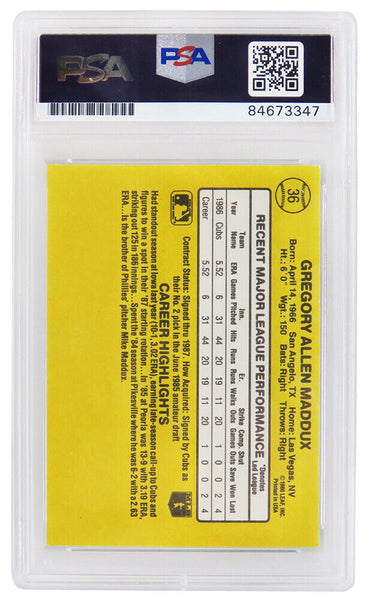 PSA
PSA
84673347
36
GREGORY ALLEN MADDUX
Born: April 14, 1966 San Angelo, TX Home: Las Vegas, NV
Ht.: 6' 0" Wgt.: 150 Bats: Right Throws: Right
© 1986 LEAF, INC.
Printed in USA
RECENT MAJOR LEAGUE PERFORMANCE
*Denotes
Led League
Team Inn. Er. Strike Comp. Shut
Year Name ERA Games Pitched Hits Runs Runs Walks Outs Games Outs Save Won Lost
1986 Cubs 5.52 6 31 44 20 19 11 20 1 0 0 2 4
Career 5.52 6 31 44 20 19 11 20 1 0 0 2 4
Contract Status: Signed thru 1987. How Acquired: Signed by Cubs as
their No. 2 pick in the June 1985 amateur draft
CAREER HIGHLIGHTS
Had standout season at Iowa last year (10-1, 3.02 ERA), earning late-season call-up to Cubs and
figures to win a spot in their '87 starting rotation...In '85 at Peoria was 13-9 with 3.19 ERA,
striking out 125 in 186 innings...Spent the '84 season at Pikesville where he was 6-2 with a 2.63
ERA...Is the brother of Phillies' pitcher Mike Maddux.